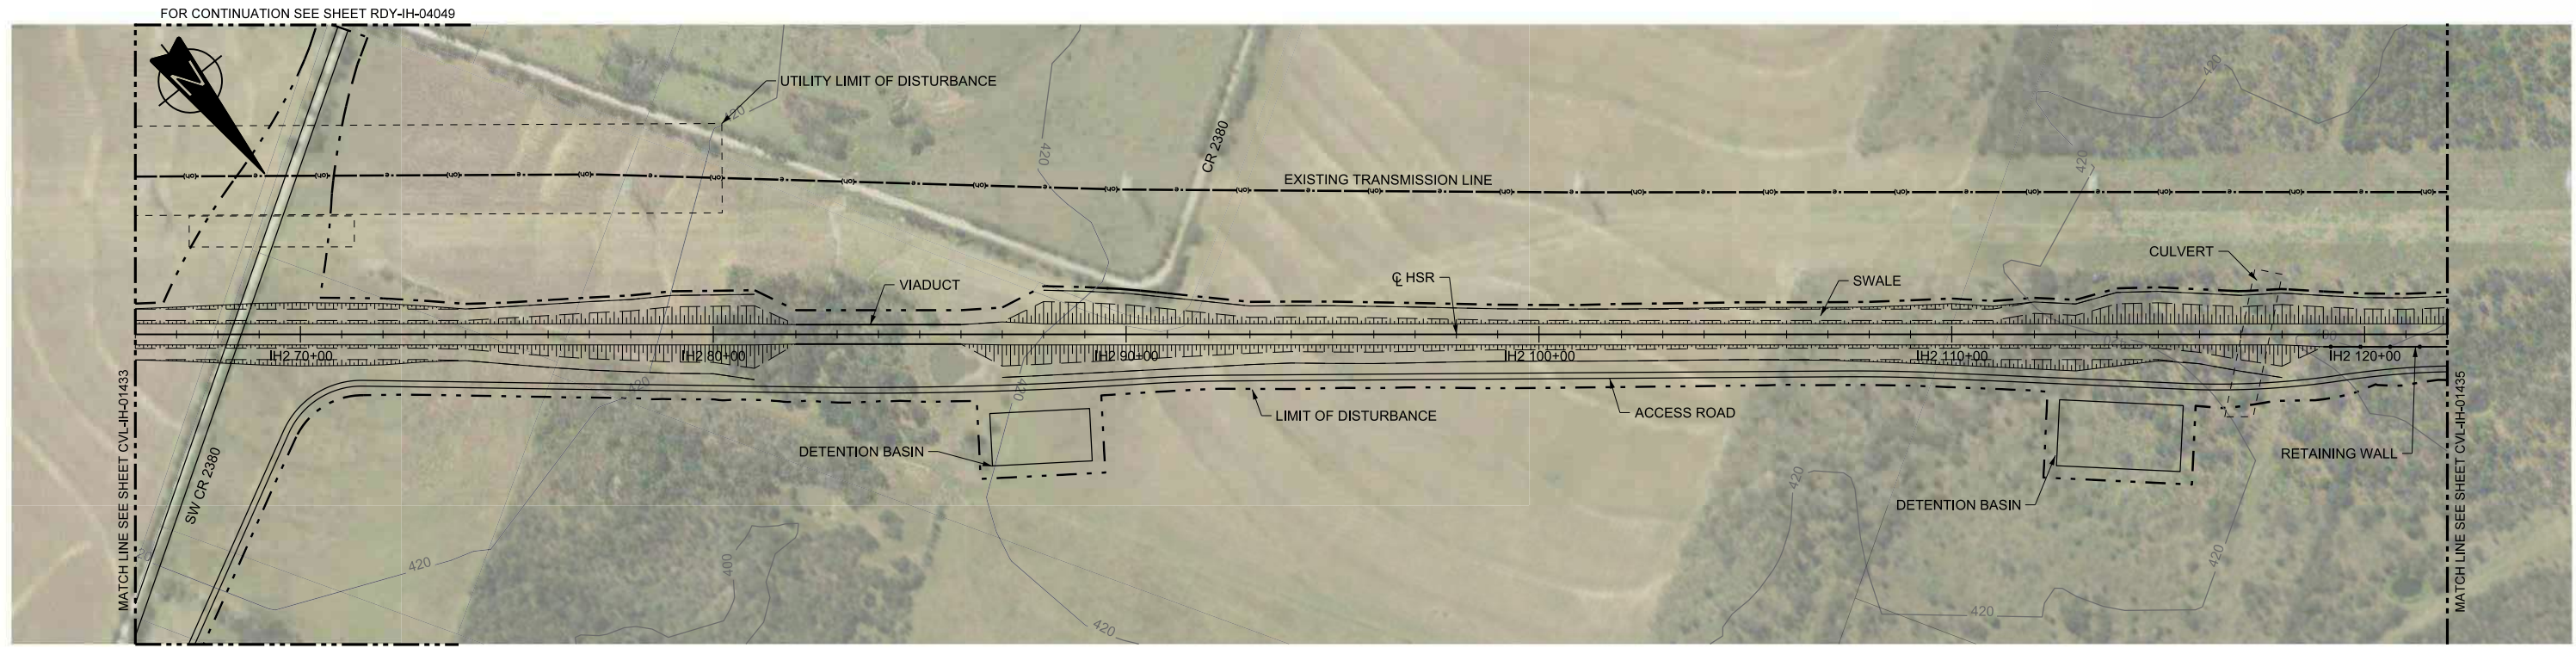 FOR CONTINUATION SEE SHEET RDY-IH-04049
N
UTILITY LIMIT OF DISTURBANCE
420
420
420
420
CR 2380
EXISTING TRANSMISSION LINE
CULVERT
VIADUCT
℄ HSR
SWALE
IH2 70+00
IH2 80+00
IH2 90+00
IH2 100+00
IH2 110+00
IH2 120+00
420
420
LIMIT OF DISTURBANCE
ACCESS ROAD
DETENTION BASIN
RETAINING WALL
DETENTION BASIN
MATCH LINE SEE SHEET CVL-IH-01433
SW CR 2380
MATCH LINE SEE SHEET CVL-IH-01435
420
420
400
420
420
420